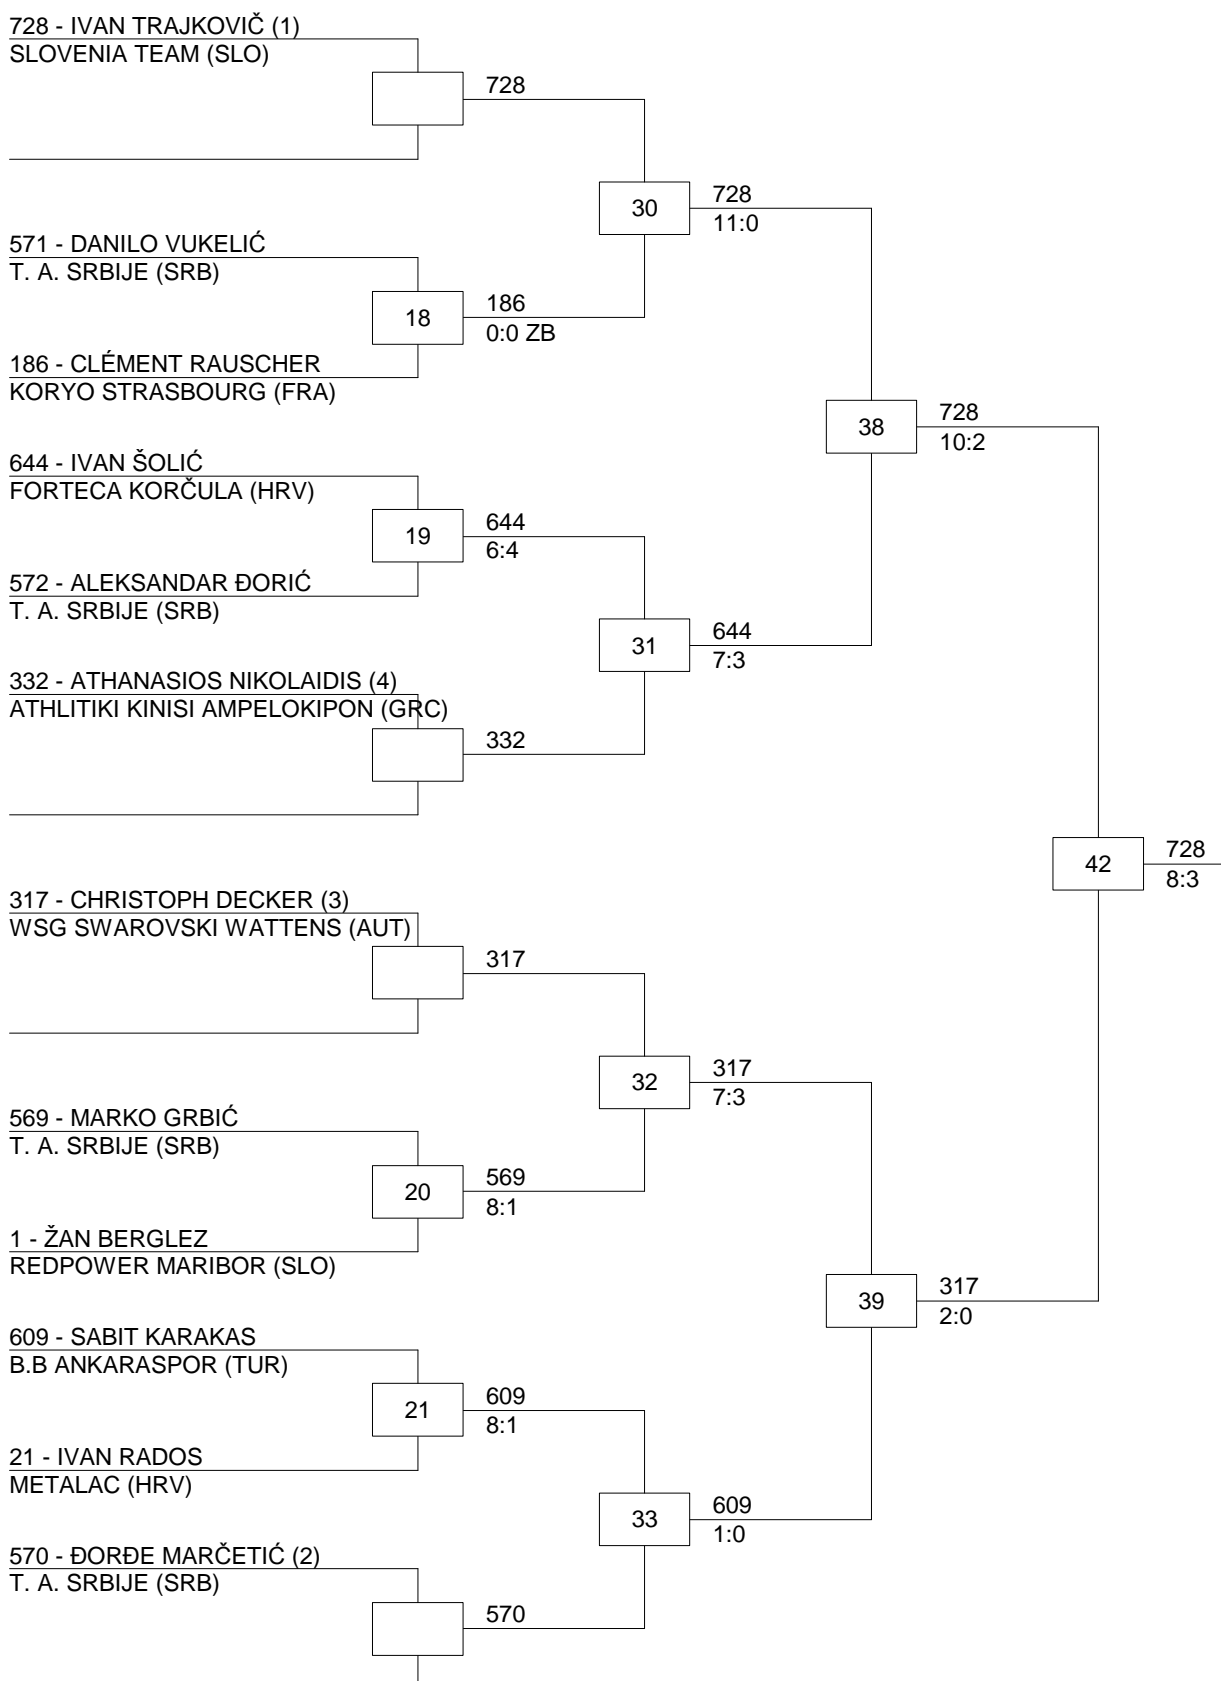 728 - IVAN TRAJKOVIČ (1)
SLOVENIA TEAM (SLO)
728
30
728
11:0
571 - DANILO VUKELIĆ
T. A. SRBIJE (SRB)
18
186
0:0 ZB
186 - CLÉMENT RAUSCHER
KORYO STRASBOURG (FRA)
38
728
10:2
644 - IVAN ŠOLIĆ
FORTECA KORČULA (HRV)
19
644
6:4
572 - ALEKSANDAR ĐORIĆ
T. A. SRBIJE (SRB)
31
644
7:3
332 - ATHANASIOS NIKOLAIDIS (4)
ATHLITIKI KINISI AMPELOKIPON (GRC)
332
42
728
8:3
317 - CHRISTOPH DECKER (3)
WSG SWAROVSKI WATTENS (AUT)
317
32
317
7:3
569 - MARKO GRBIĆ
T. A. SRBIJE (SRB)
20
569
8:1
1 - ŽAN BERGLEZ
REDPOWER MARIBOR (SLO)
39
317
2:0
609 - SABIT KARAKAS
B.B ANKARASPOR (TUR)
21
609
8:1
21 - IVAN RADOS
METALAC (HRV)
33
609
1:0
570 - ĐORĐE MARČETIĆ (2)
T. A. SRBIJE (SRB)
570